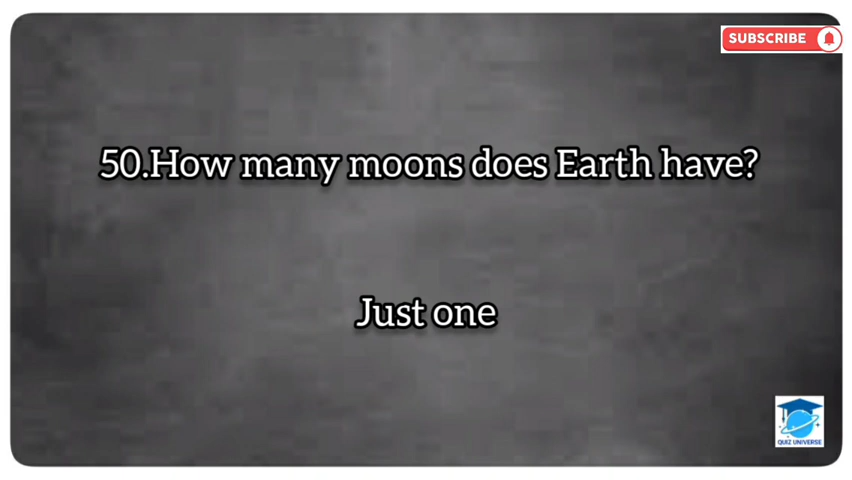 SUBSCRIBE
50.How many moons does Earth have?
Just one
QUIZ UNIVERSE